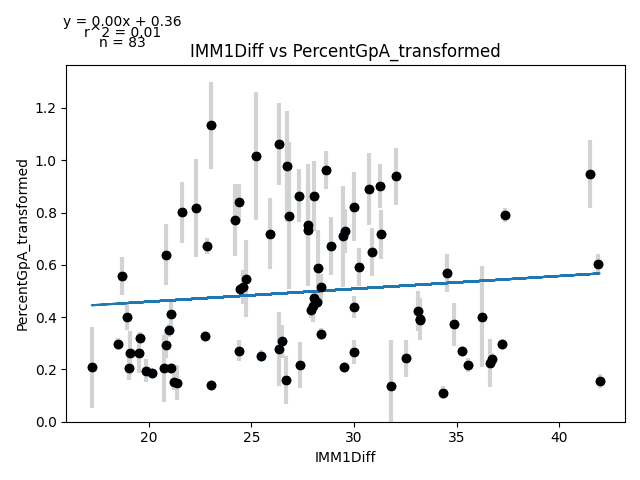 y = 0.00x + 0.36
r^2 = 0.01
n = 83
IMM1Diff vs PercentGpA_transformed
PercentGpA_transformed
1.2
1.0
0.8
0.6
0.4
0.2
0.0
20 25 30 35 40
IMM1Diff